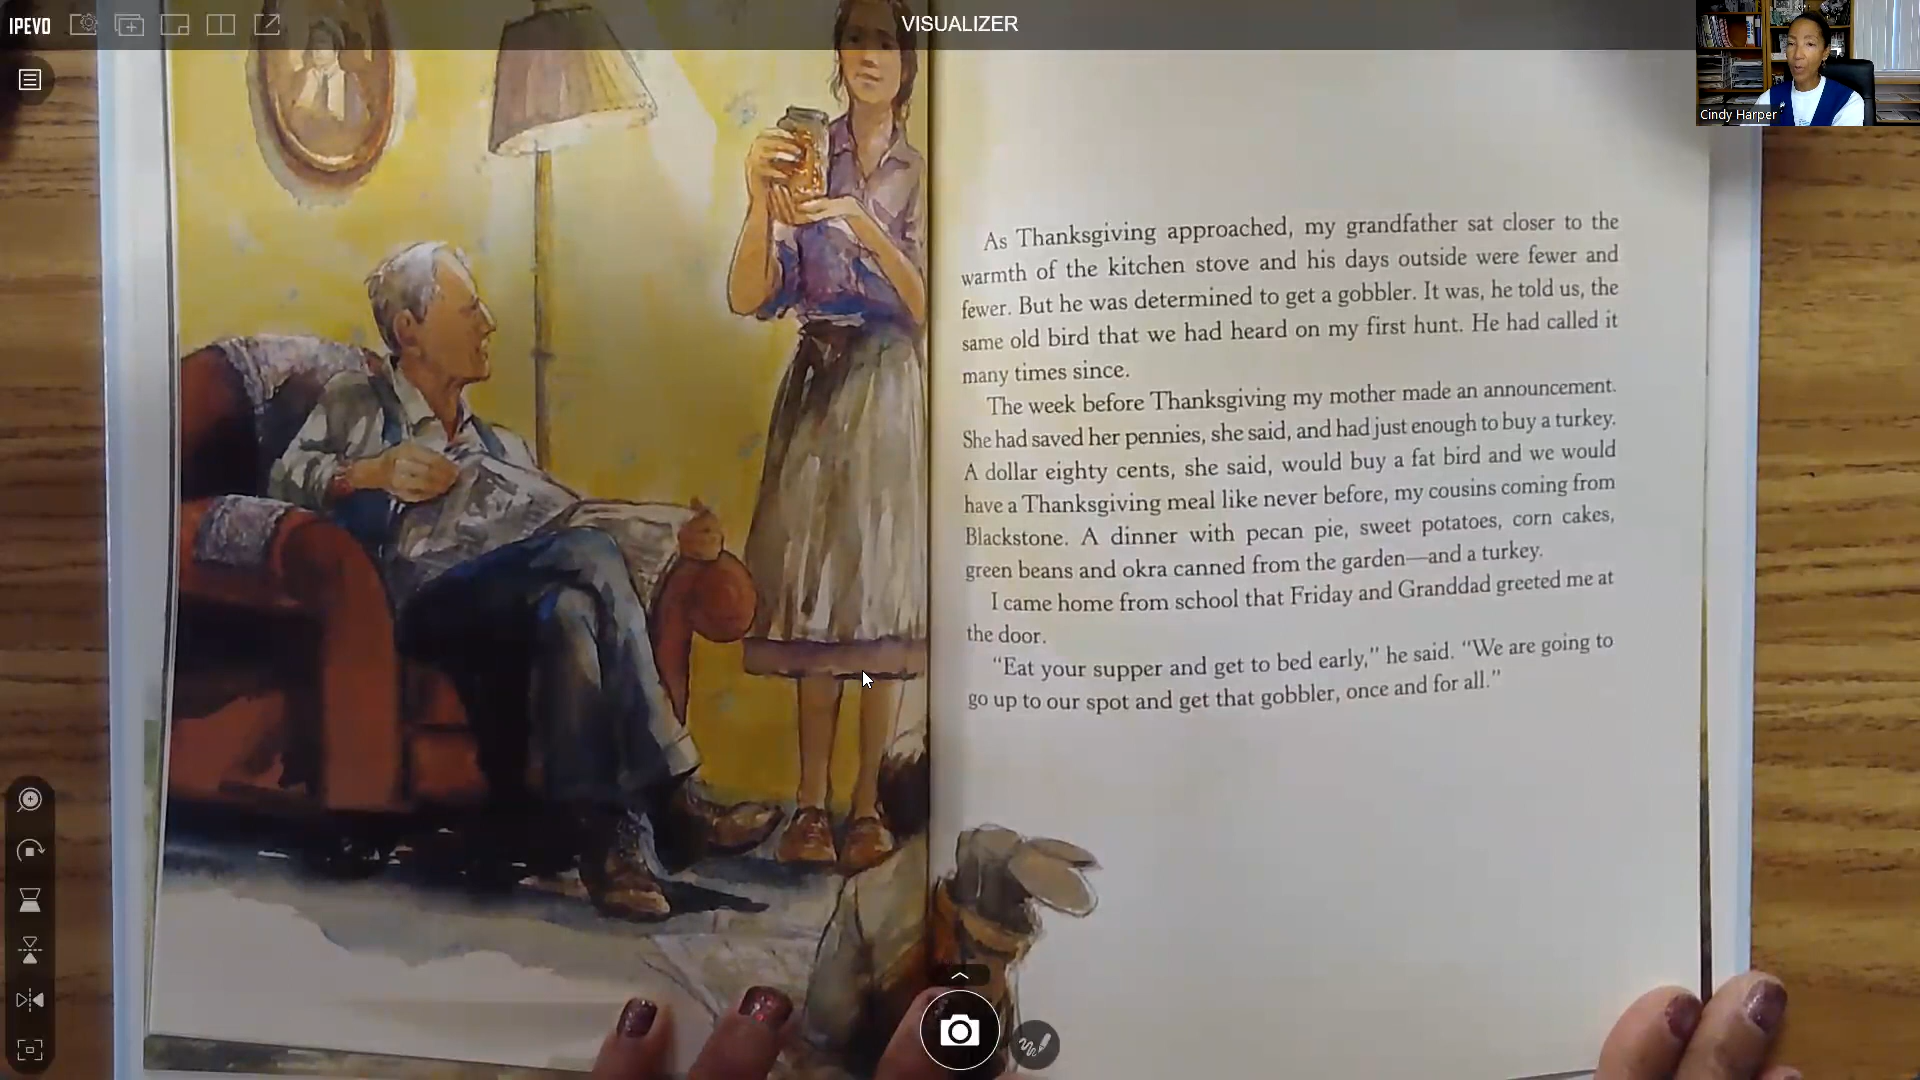 IPEVO
VISUALIZER
Cindy Harper
As Thanksgiving approached, my grandfather sat closer to the
warmth of the kitchen stove and his days outside were fewer and
fewer. But he was determined to get a gobbler. It was, he told us, the
same old bird that we had heard on my first hunt. He had called it
many times since.
The week before Thanksgiving my mother made an announcement.
She had saved her pennies, she said, and had just enough to buy a turkey.
A dollar eighty cents, she said, would buy a fat bird and we would
have a Thanksgiving meal like never before, my cousins coming from
Blackstone. A dinner with pecan pie, sweet potatoes, corn cakes,
green beans and okra canned from the garden—and a turkey.
I came home from school that Friday and Granddad greeted me at
the door.
"Eat your supper and get to bed early," he said. "We are going to
go up to our spot and get that gobbler, once and for all."